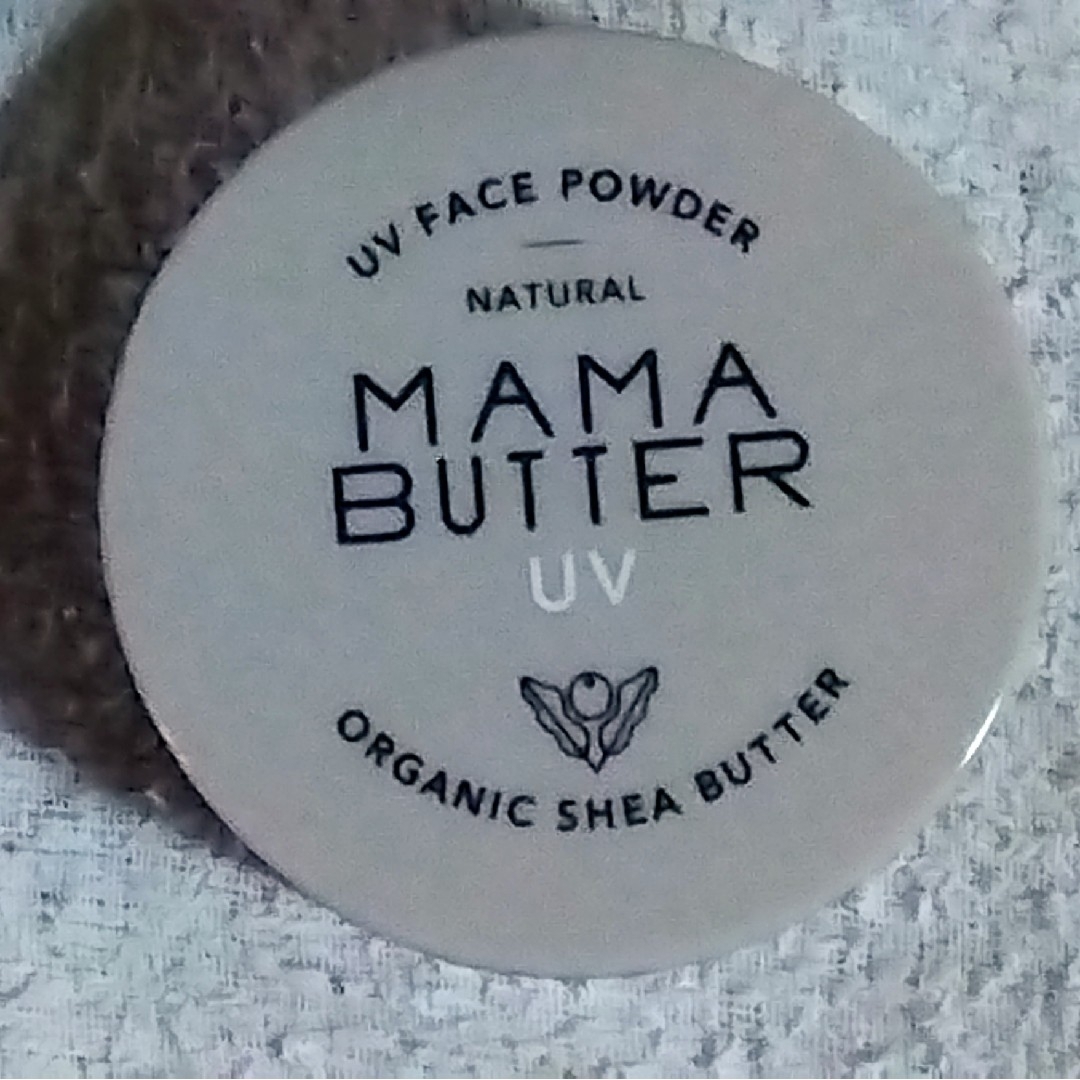 UV FACE POWDER
NATURAL
MAMA
BUTTER
UV
ORGANIC SHEA BUTTER